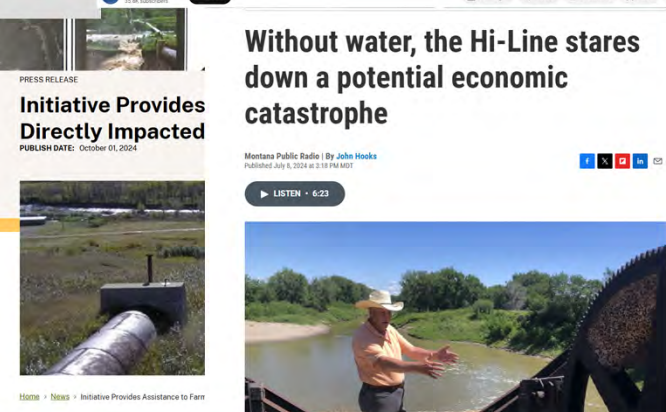 PRESS RELEASE
Initiative Provides
Directly Impacted
PUBLISH DATE: October 01, 2024
Home > News > Initiative Provides Assistance to Farm
Without water, the Hi-Line stares
down a potential economic
catastrophe
Montana Public Radio | By John Hooks
Published July 8, 2024 at 3:18 PM MDT
LISTEN • 6:23